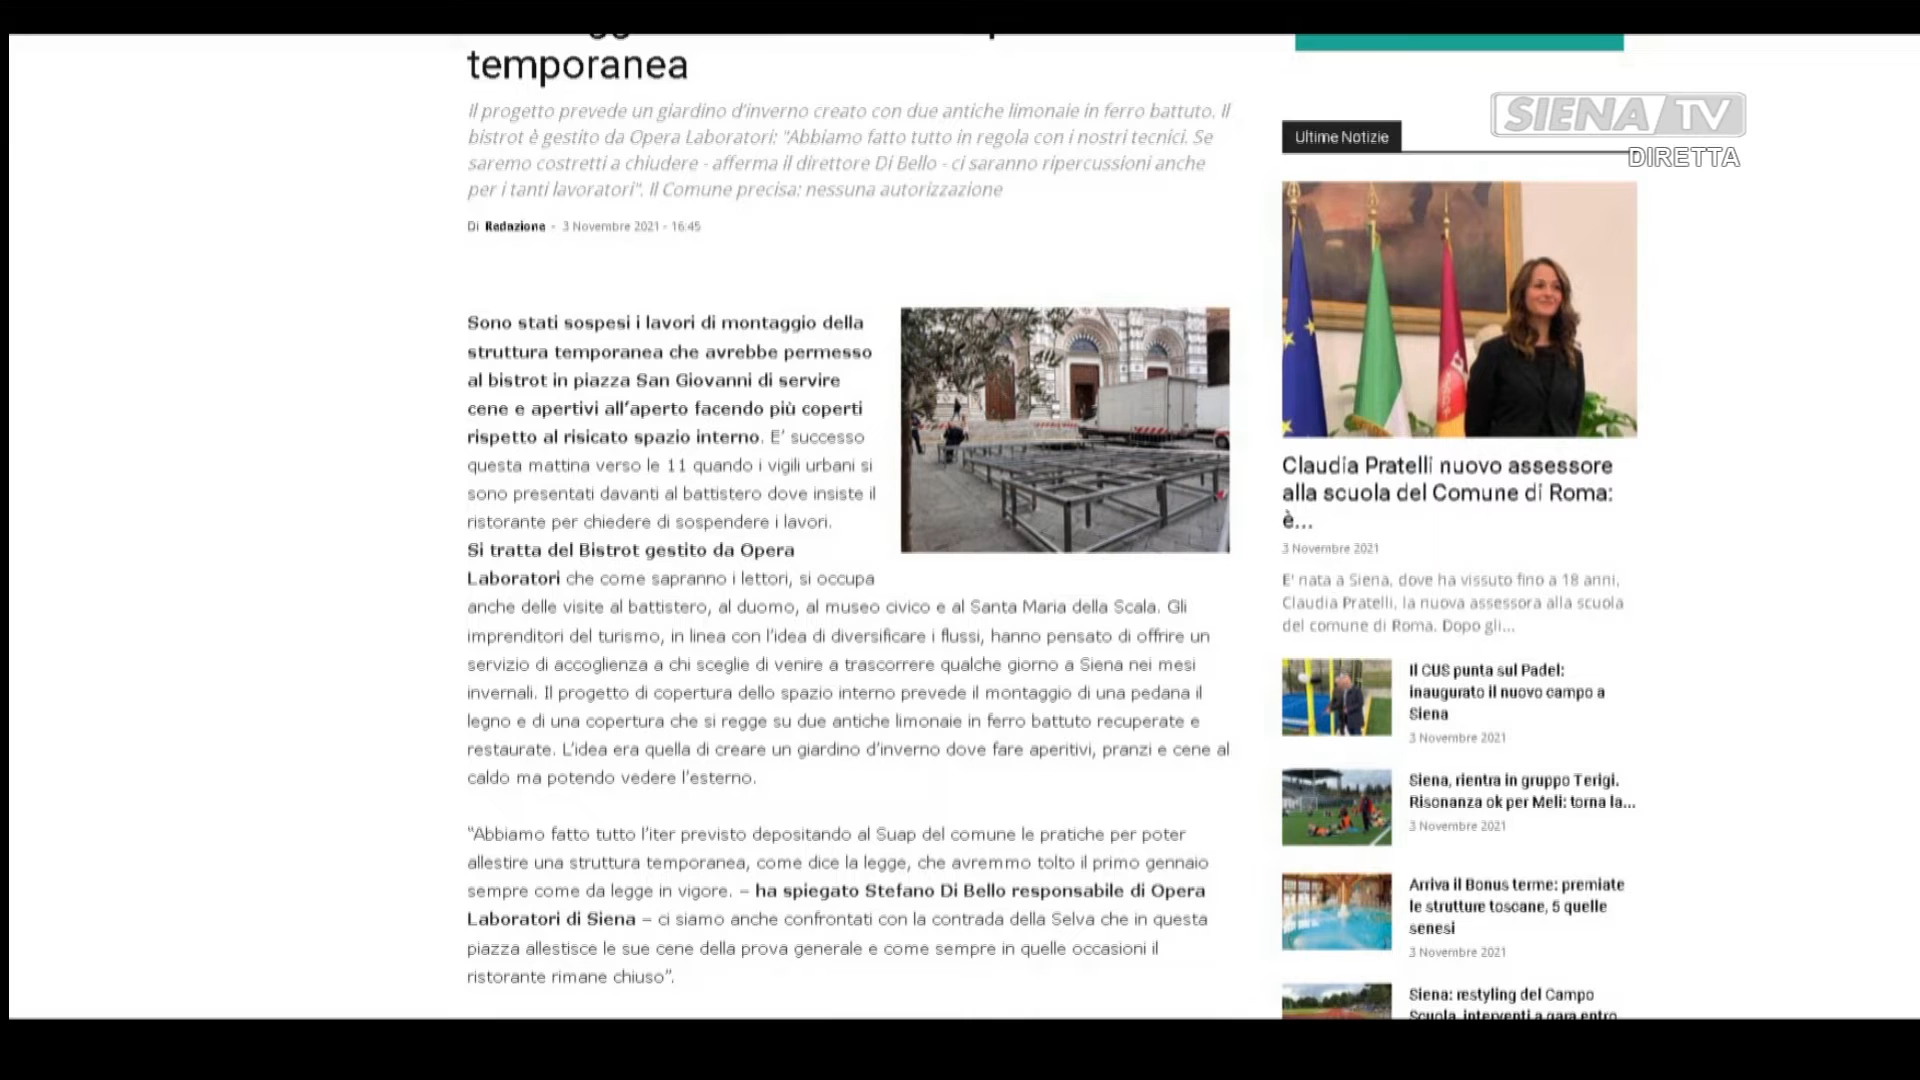 temporanea
Il progetto prevede un giardino d'inverno creato con due antiche limonaie in ferro battuto. Il
bistrot è gestito da Opera Laboratori: "Abbiamo fatto tutto in regola con i nostri tecnici. Se
saremo costretti a chiudere - afferma il direttore Di Bello - ci saranno ripercussioni anche
per i tanti lavoratori". Il Comune precisa: nessuna autorizzazione
Di Redazione - 3 Novembre 2021 - 16:45
Sono stati sospesi i lavori di montaggio della
struttura temporanea che avrebbe permesso
al bistrot in piazza San Giovanni di servire
cene e apertivi all'aperto facendo più coperti
rispetto al risicato spazio interno. E' successo
questa mattina verso le 11 quando i vigili urbani si
sono presentati davanti al battistero dove insiste il
ristorante per chiedere di sospendere i lavori.
Si tratta del Bistrot gestito da Opera
Laboratori che come sapranno i lettori, si occupa
anche delle visite al battistero, al duomo, al museo civico e al Santa Maria della Scala. Gli
imprenditori del turismo, in linea con l'idea di diversificare i flussi, hanno pensato di offrire un
servizio di accoglienza a chi sceglie di venire a trascorrere qualche giorno a Siena nei mesi
invernali. Il progetto di copertura dello spazio interno prevede il montaggio di una pedana il
legno e di una copertura che si regge su due antiche limonaie in ferro battuto recuperate e
restaurate. L'idea era quella di creare un giardino d'inverno dove fare aperitivi, pranzi e cene al
caldo ma potendo vedere l'esterno.
"Abbiamo fatto tutto l'iter previsto depositando al Suap del comune le pratiche per poter
allestire una struttura temporanea, come dice la legge, che avremmo tolto il primo gennaio
sempre come da legge in vigore. – ha spiegato Stefano Di Bello responsabile di Opera
Laboratori di Siena – ci siamo anche confrontati con la contrada della Selva che in questa
piazza allestisce le sue cene della prova generale e come sempre in quelle occasioni il
ristorante rimane chiuso".
SIENA TV
DIRETTA
Ultime Notizie
Claudia Pratelli nuovo assessore
alla scuola del Comune di Roma:
è...
3 Novembre 2021
E' nata a Siena, dove ha vissuto fino a 18 anni,
Claudia Pratelli, la nuova assessora alla scuola
del comune di Roma. Dopo gli...
Il CUS punta sul Padel:
inaugurato il nuovo campo a
Siena
3 Novembre 2021
Siena, rientra in gruppo Terigi.
Risonanza ok per Meli: torna la...
3 Novembre 2021
Arriva il Bonus terme: premiate
le strutture toscane, 5 quelle
senesi
3 Novembre 2021
Siena: restyling del Campo
Scuola, interventi a gara entro